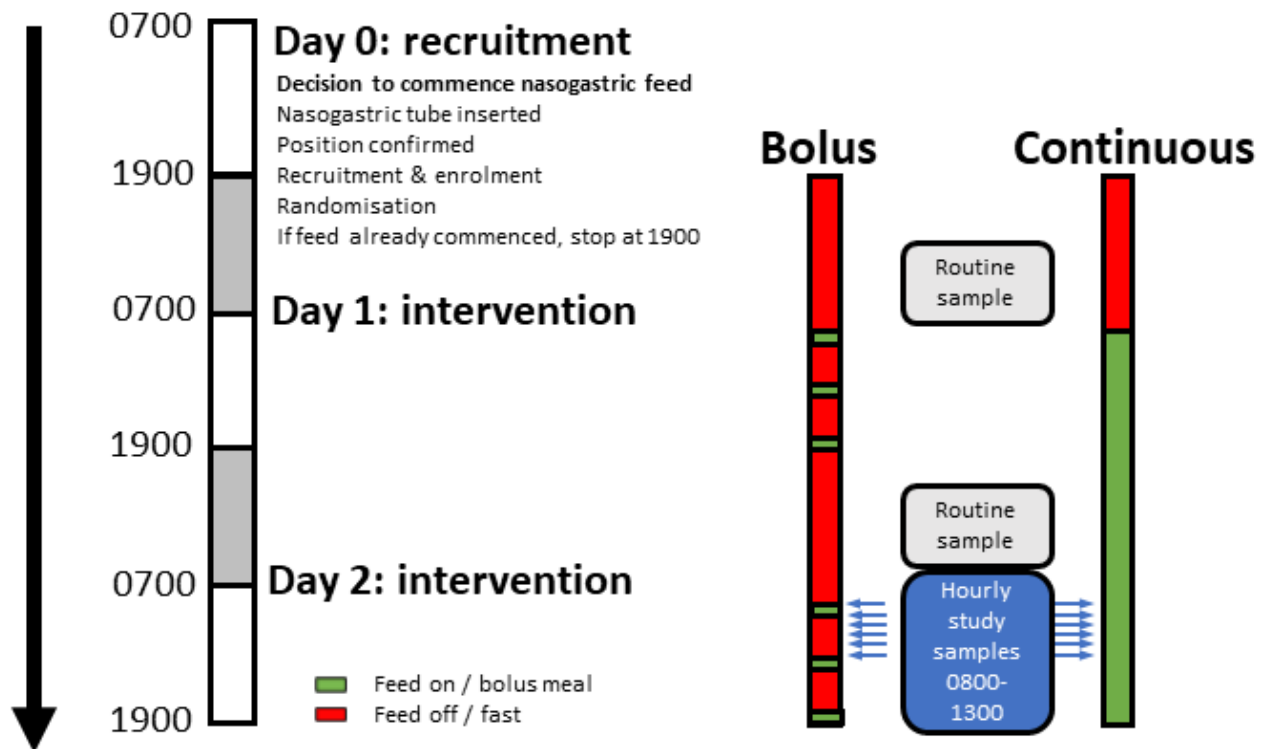 0700
Day 0: recruitment
Decision to commence nasogastric feed
Nasogastric tube inserted
Position confirmed
Recruitment & enrolment
Randomisation
If feed already commenced, stop at 1900
1900
0700
Day 1: intervention
1900
0700
Day 2: intervention
1900
Feed on / bolus meal
Feed off / fast
Bolus
Continuous
Routine
sample
Routine
sample
Hourly
study
samples
0800-
1300